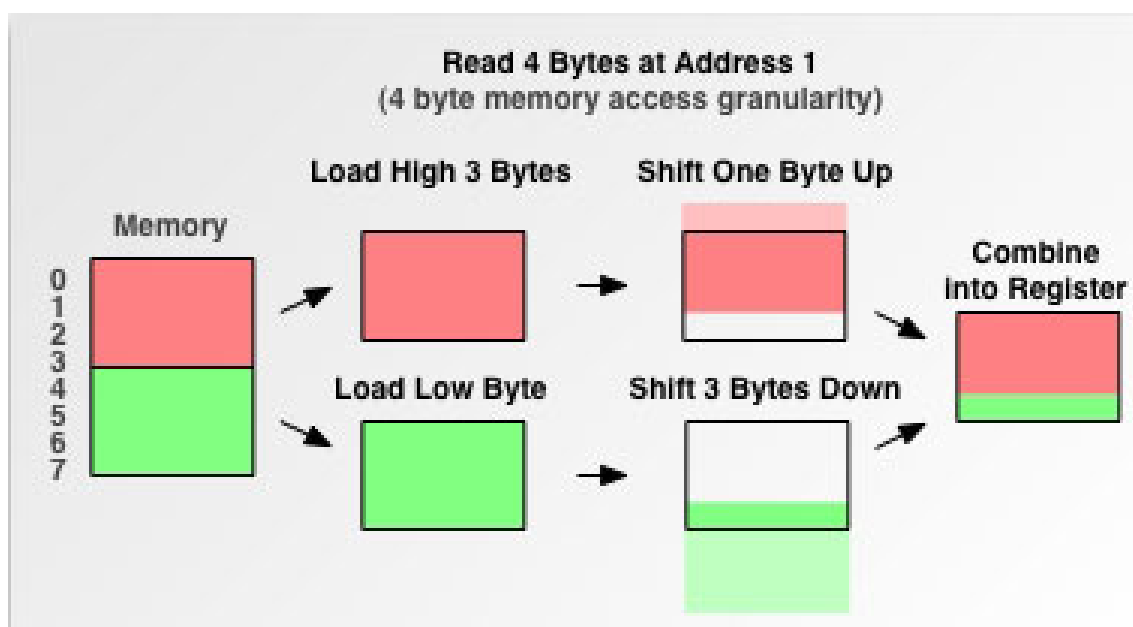 Read 4 Bytes at Address 1
(4 byte memory access granularity)
Load High 3 Bytes
Shift One Byte Up
Memory
Combine
into Register
0
1
2
3
4
5
6
7
Load Low Byte
Shift 3 Bytes Down